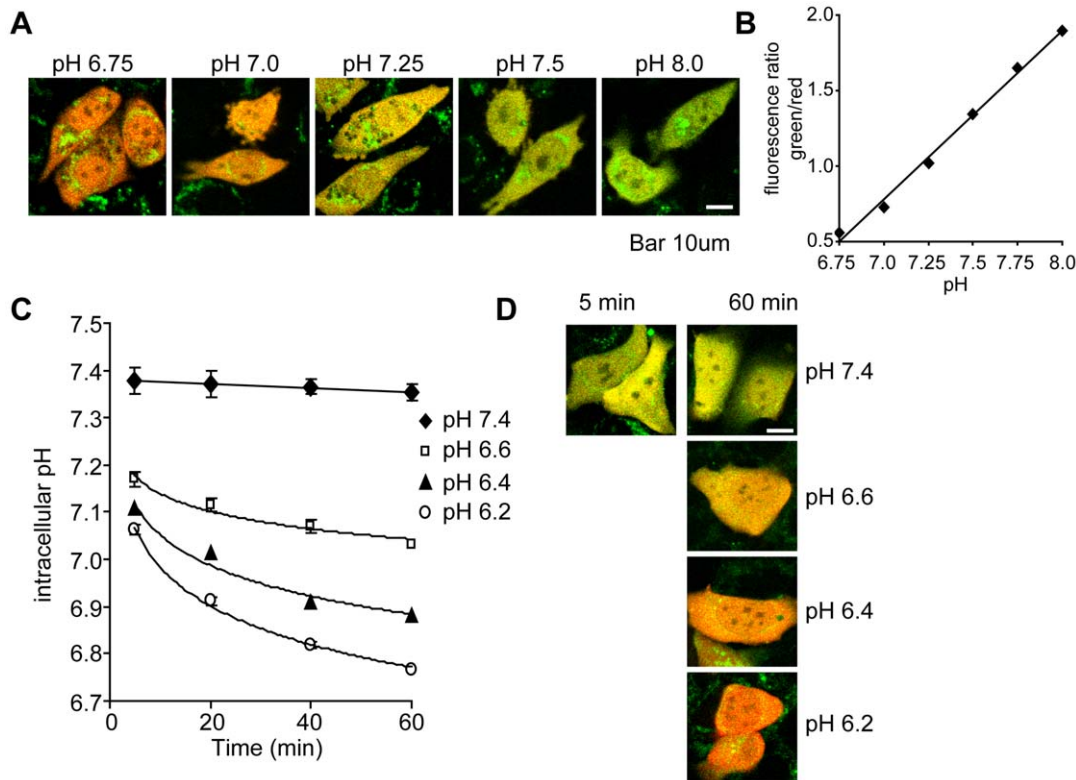 A
pH 6.75 pH 7.0 pH 7.25 pH 7.5 pH 8.0
Bar 10um
B
fluorescence ratio
green/red
2.0
1.5
1.0
0.5
6.75 7.0 7.25 7.5 7.75 8.0
pH
C
intracellular pH
7.5
7.4
7.3
7.2
7.1
7.0
6.9
6.8
6.7
0 20 40 60
Time (min)
pH 7.4
pH 6.6
pH 6.4
pH 6.2
D
5 min 60 min
pH 7.4
pH 6.6
pH 6.4
pH 6.2